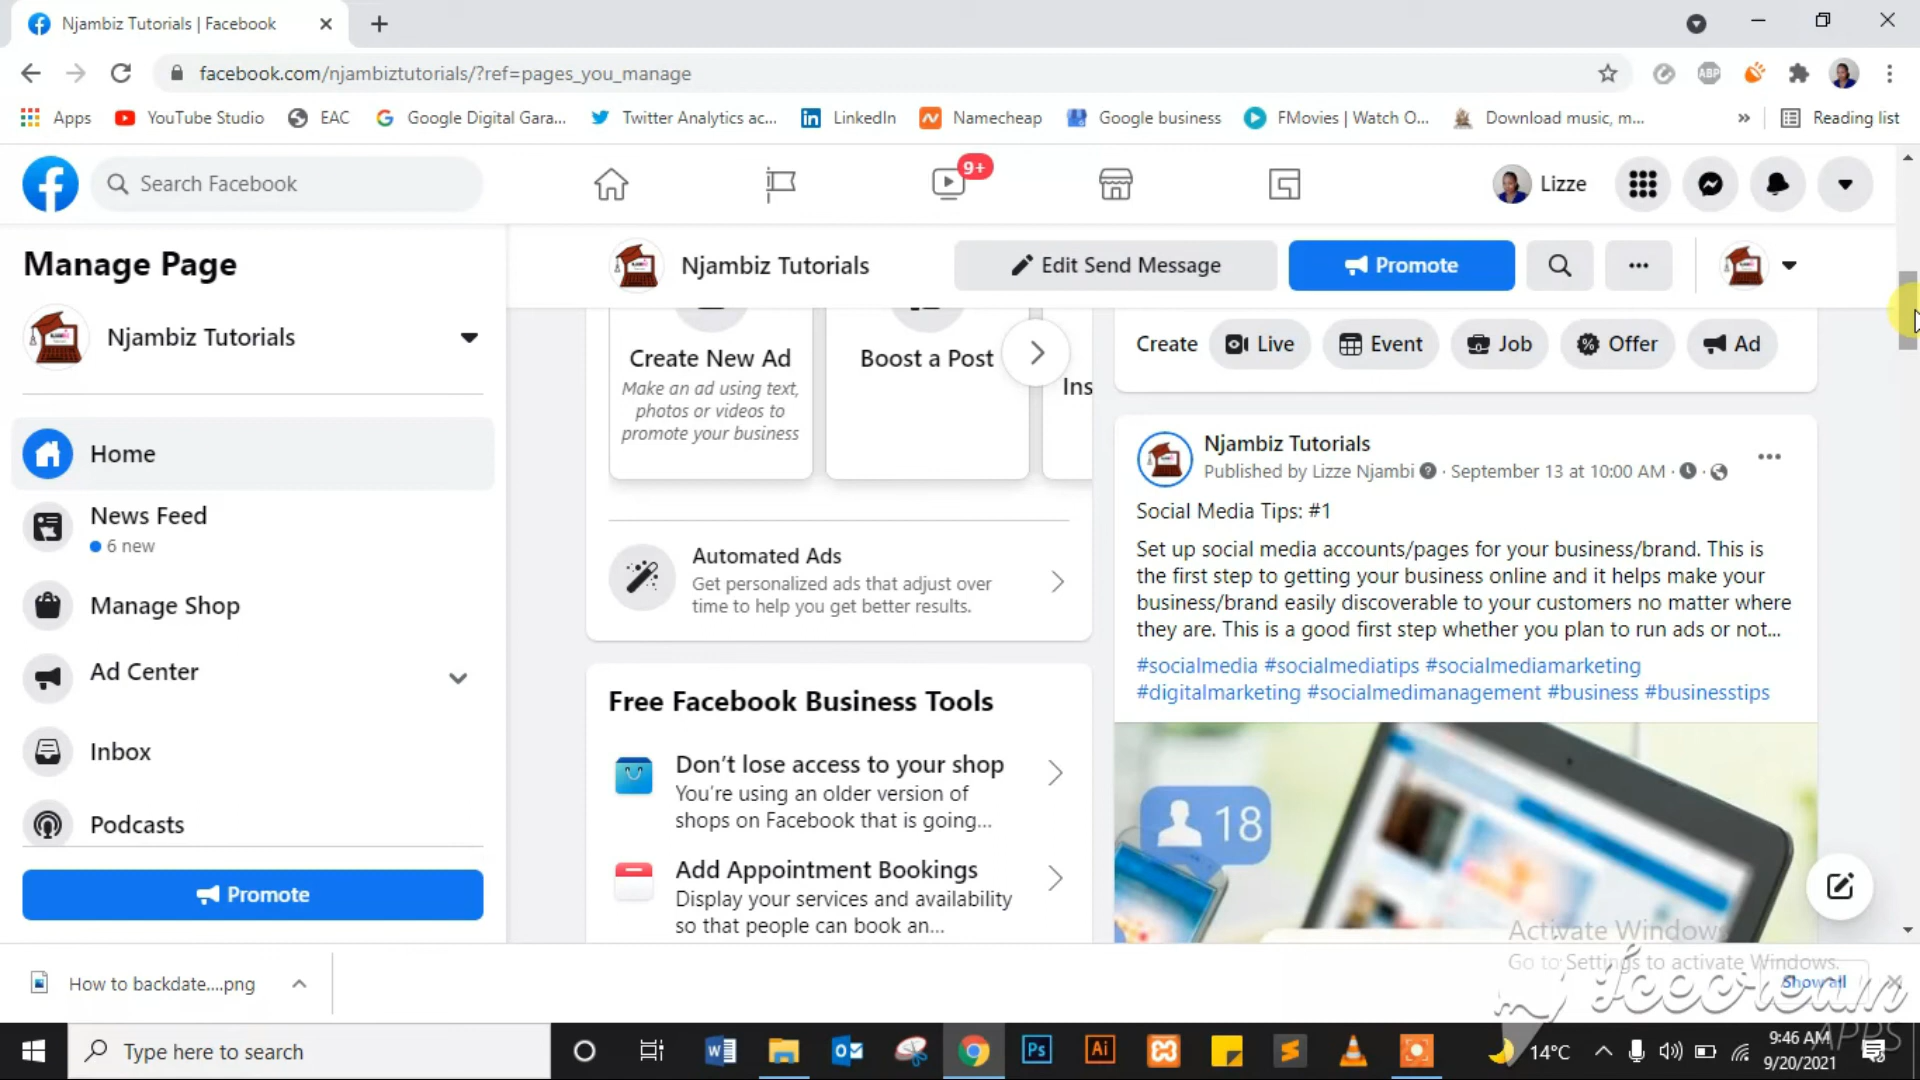 Njambiz Tutorials | Facebook
facebook.com/njambiztutorials/?ref=pages_you_manage
ABP
Apps
YouTube Studio
EAC
Google Digital Gara...
Twitter Analytics ac...
LinkedIn
Namecheap
Google business
FMovies | Watch O...
Download music, m...
»
Reading list
Search Facebook
9+
Lizze
Manage Page
Njambiz Tutorials
Home
News Feed
6 new
Manage Shop
Ad Center
Inbox
Podcasts
Promote
Njambiz Tutorials
Edit Send Message
Promote
Create New Ad
Make an ad using text,
photos or videos to
promote your business
Boost a Post
Ins
Automated Ads
Get personalized ads that adjust over
time to help you get better results.
Free Facebook Business Tools
Don't lose access to your shop
You're using an older version of
shops on Facebook that is going...
Add Appointment Bookings
Display your services and availability
so that people can book an...
Create
Live
Event
Job
Offer
Ad
Njambiz Tutorials
Published by Lizze Njambi · September 13 at 10:00 AM ·
Social Media Tips: #1
Set up social media accounts/pages for your business/brand. This is
the first step to getting your business online and it helps make your
business/brand easily discoverable to your customers no matter where
they are. This is a good first step whether you plan to run ads or not...
#socialmedia #socialmediatips #socialmediamarketing
#digitalmarketing #socialmedimanagement #business #businesstips
18
Activate Windows
Go to Settings to activate Windows.
Show all
Icecream
APPS
How to backdate....png
Type here to search
Ps
Ai
14°C
9:46 AM
9/20/2021